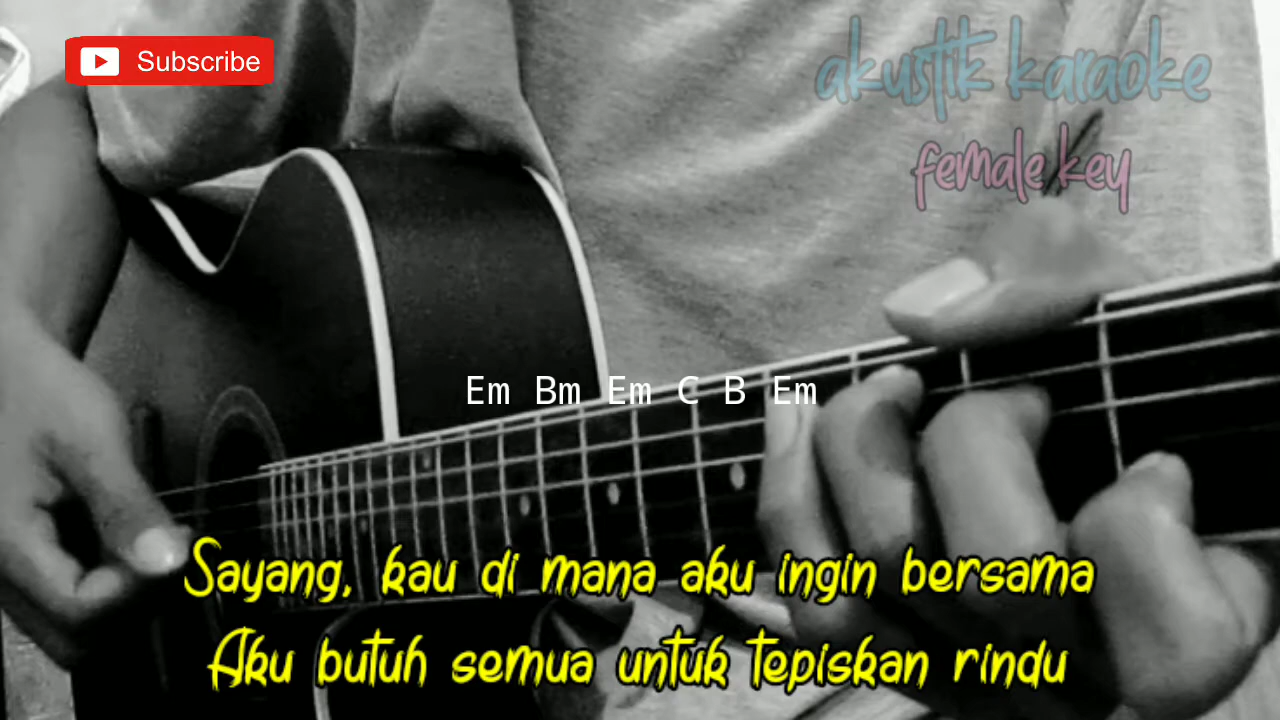 Subscribe
akustik karaoke
female key
Em Bm Em C B Em
Sayang, kau di mana aku ingin bersama
Aku butuh semua untuk tepiskan rindu